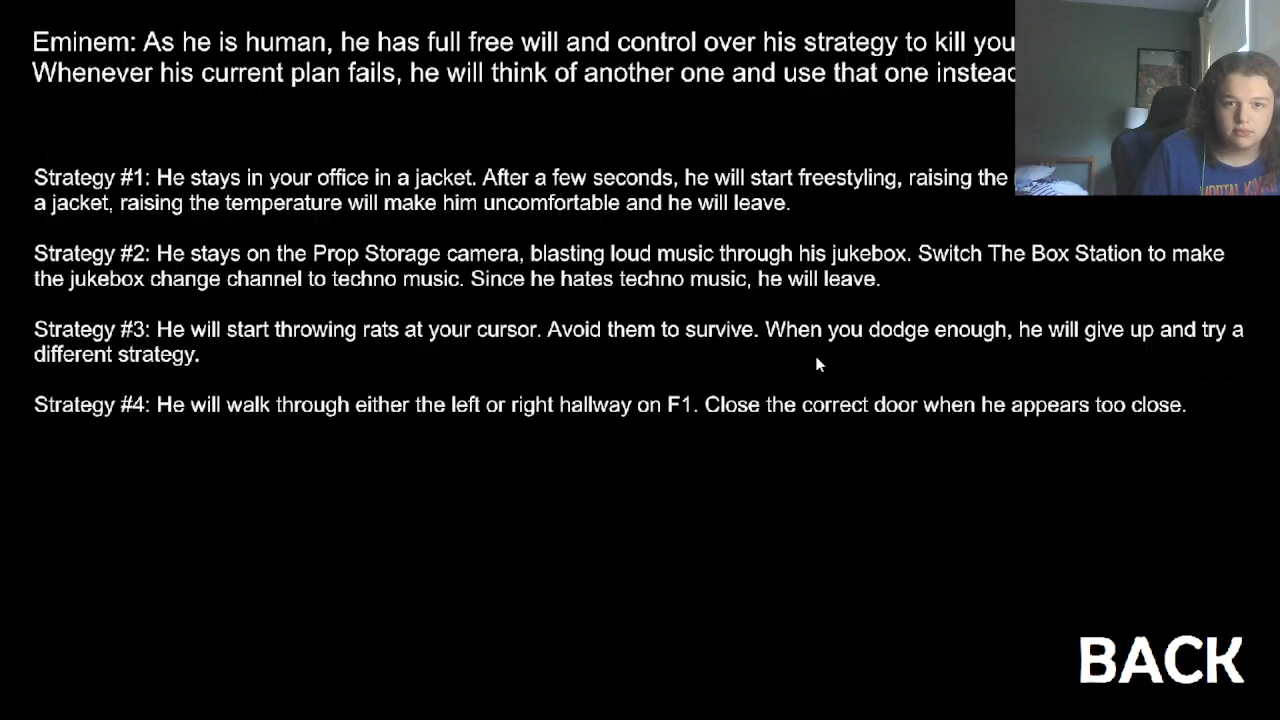 Eminem: As he is human, he has full free will and control over his strategy to kill you
Whenever his current plan fails, he will think of another one and use that one instead
Strategy #1: He stays in your office in a jacket. After a few seconds, he will start freestyling, raising the
a jacket, raising the temperature will make him uncomfortable and he will leave.
Strategy #2: He stays on the Prop Storage camera, blasting loud music through his jukebox. Switch The Box Station to make
the jukebox change channel to techno music. Since he hates techno music, he will leave.
Strategy #3: He will start throwing rats at your cursor. Avoid them to survive. When you dodge enough, he will give up and try a
different strategy.
Strategy #4: He will walk through either the left or right hallway on F1. Close the correct door when he appears too close.
BACK